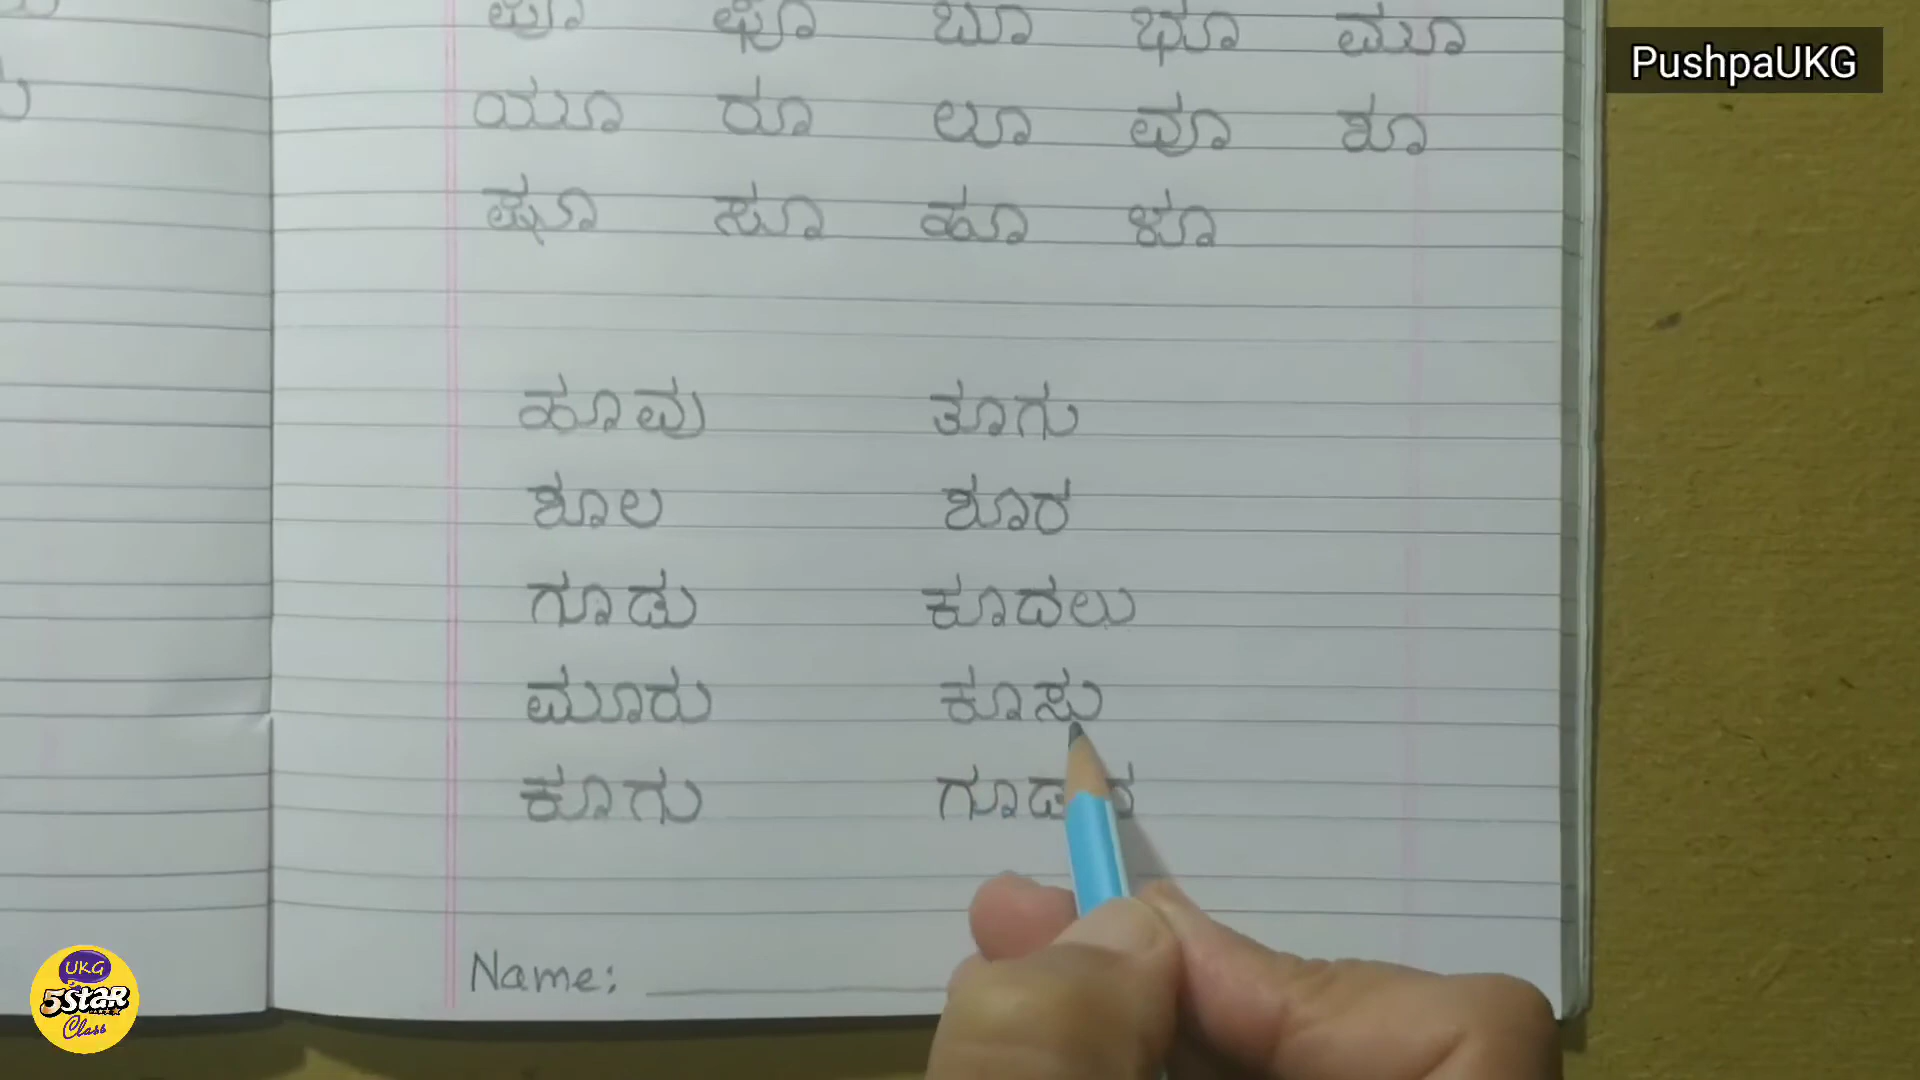 ಪೂ ಫೂ ಬೂ ಭೂ ಮೂ
PushpaUKG
ಯೂ ರೂ ಲೂ ವೂ ಶೂ
ಷೂ ಸೂ ಹೂ ಳೂ
ಹೂವು ತೂಗು
ಶೂಲ ಶೂರ
ಗೂಡು ಕೂದಲು
ಮೂರು ಕೂಸು
ಕೂಗು
Name:
UKG
5Star
Class